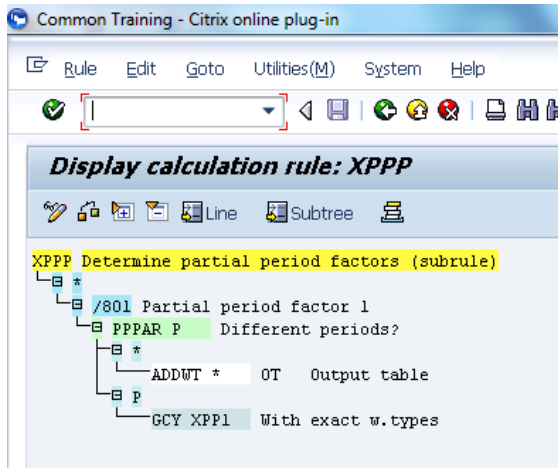 Common Training - Citrix online plug-in
Rule Edit Goto Utilities(M) System Help
Display calculation rule: XPPP
Line Subtree
XPPP Determine partial period factors (subrule)
*
/801 Partial period factor l
PPPAR P Different periods?
*
ADDWT * OT Output table
P
GCY XPP1 With exact w.types